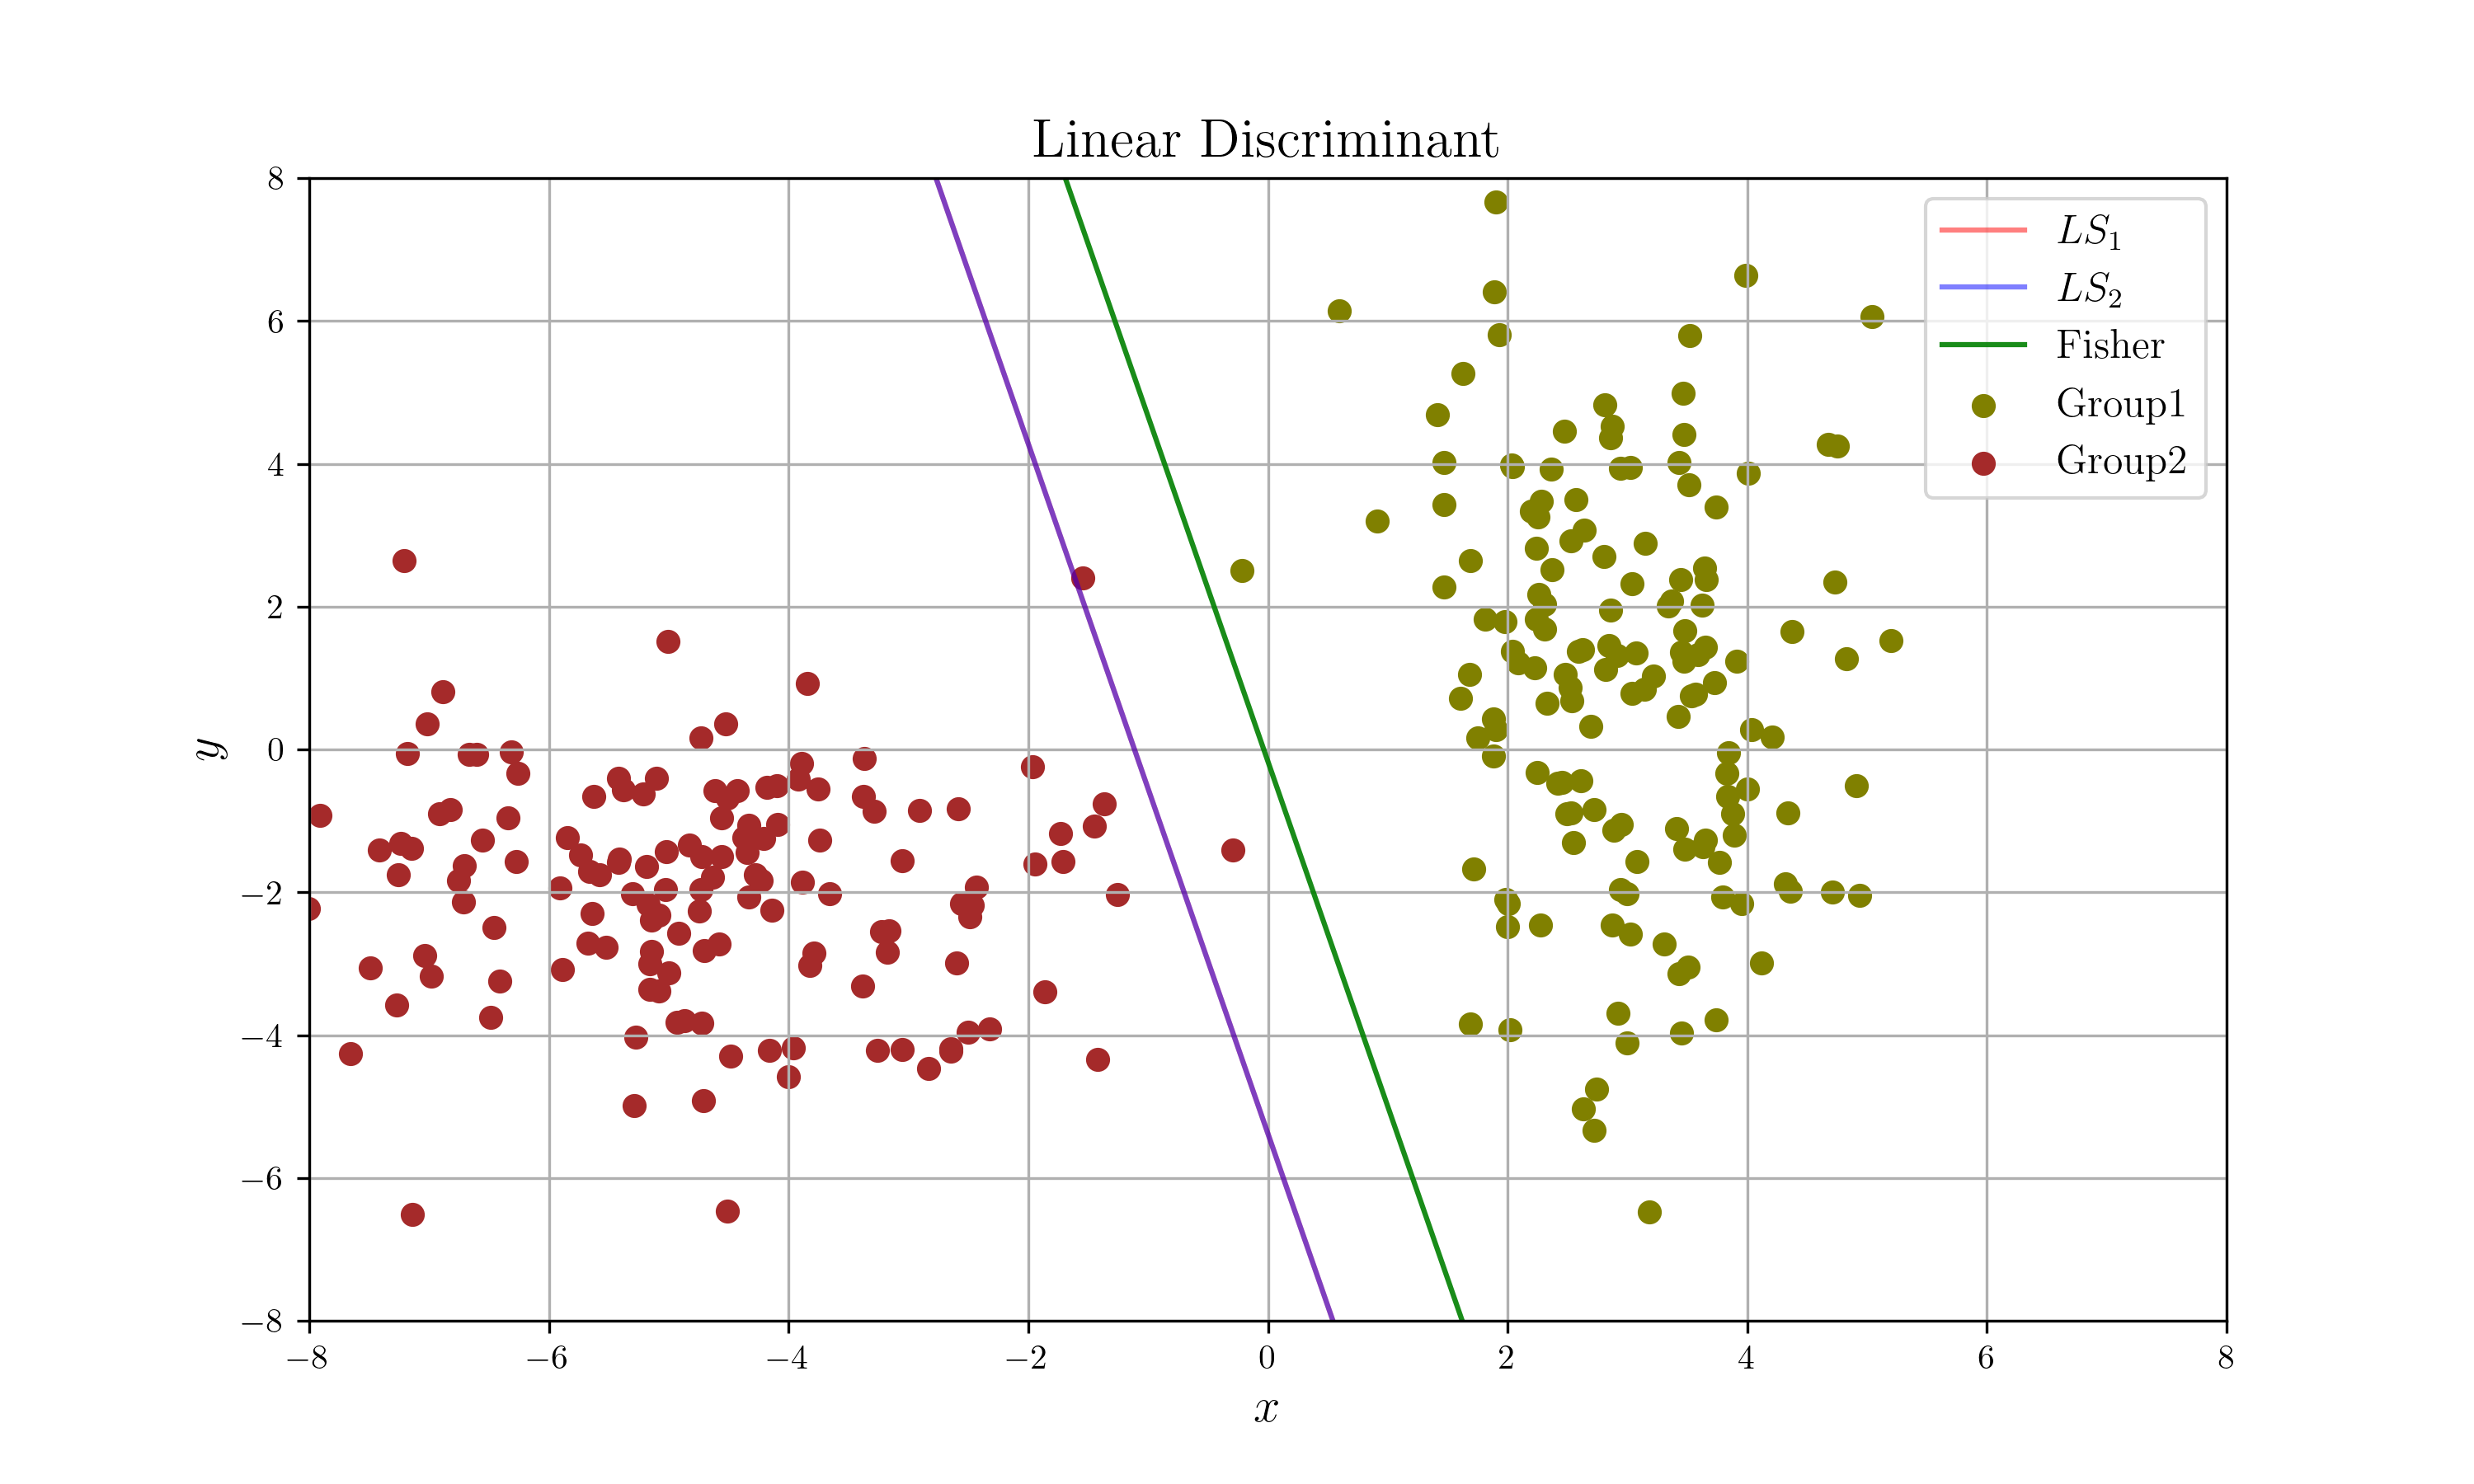 Linear Discriminant
8
6
4
2
0
−2
−4
−6
−8
y
−8 −6 −4 −2 0 2 4 6 8
x
LS₁
LS₂
Fisher
Group1
Group2